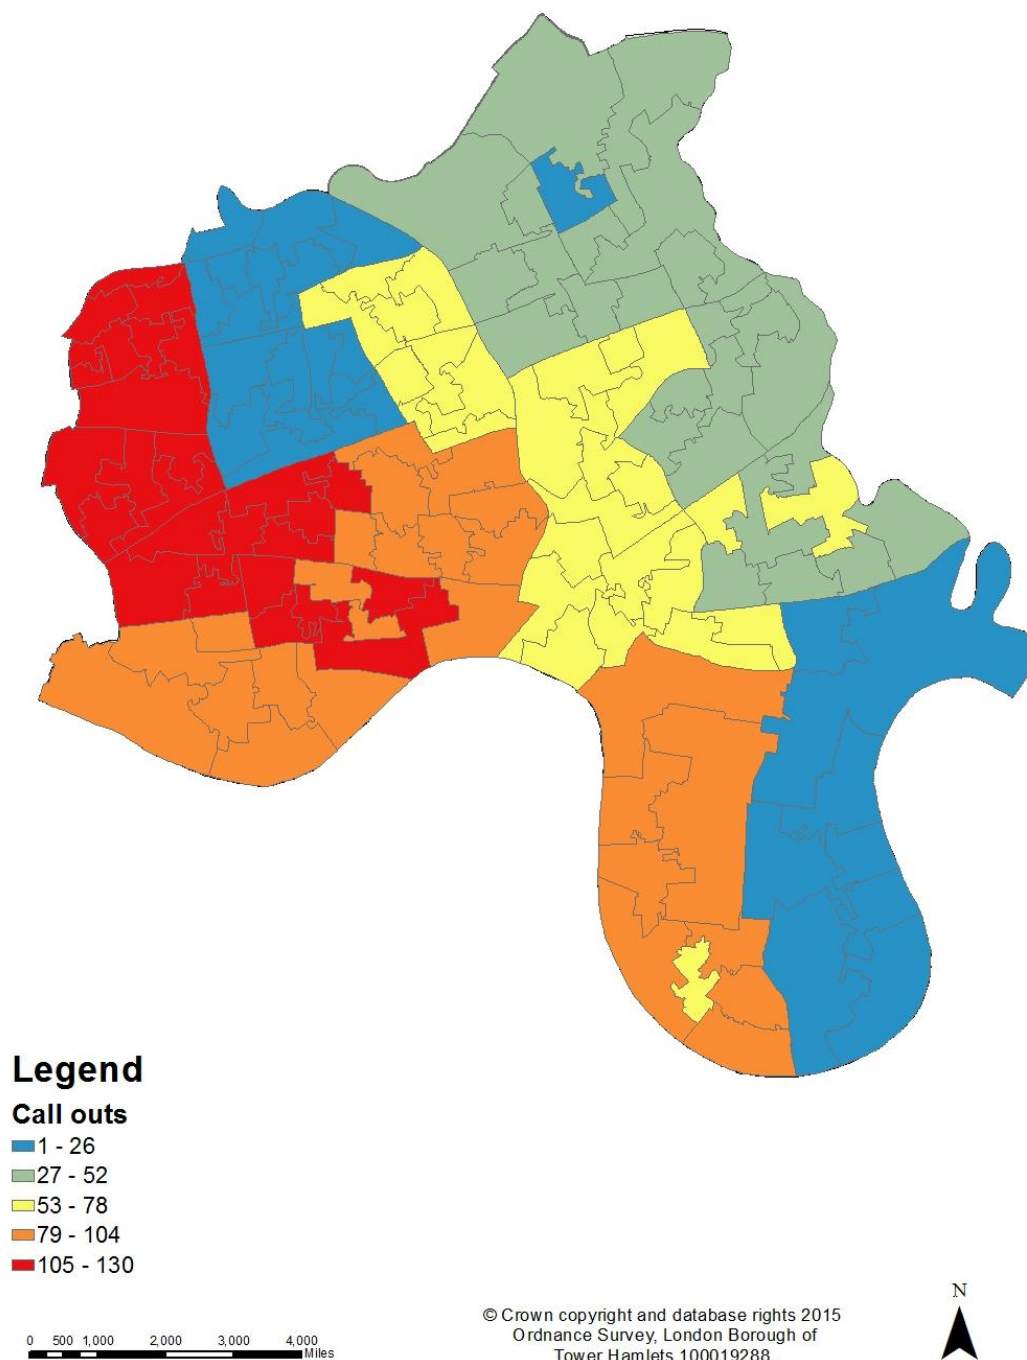 Legend
Call outs
1 - 26
27 - 52
53 - 78
79 - 104
105 - 130
0 500 1,000 2,000 3,000 4,000
Miles
© Crown copyright and database rights 2015
Ordnance Survey, London Borough of
Tower Hamlets 100019288
N